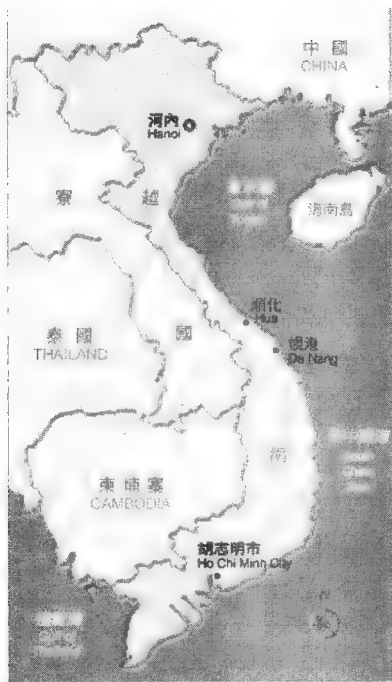 中國
CHINA
河內
Hanoi
寮
越
海南島
順化
Hue
泰國
THAILAND
國
峴港
Da Nang
南
柬埔寨
CAMBODIA
胡志明市
Ho Chi Minh City